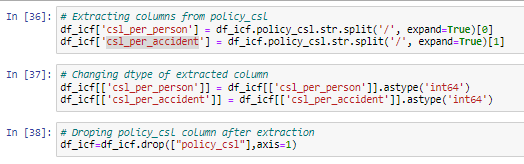 In [36]:
# Extracting columns from policy_csl
df_icf['csl_per_person'] = df_icf.policy_csl.str.split('/', expand=True)[0]
df_icf['csl_per_accident'] = df_icf.policy_csl.str.split('/', expand=True)[1]
In [37]:
# Changing dtype of extracted column
df_icf[['csl_per_person']] = df_icf[['csl_per_person']].astype('int64')
df_icf[['csl_per_accident']] = df_icf[['csl_per_accident']].astype('int64')
In [38]:
# Droping policy_csl column after extraction
df_icf=df_icf.drop(["policy_csl"],axis=1)